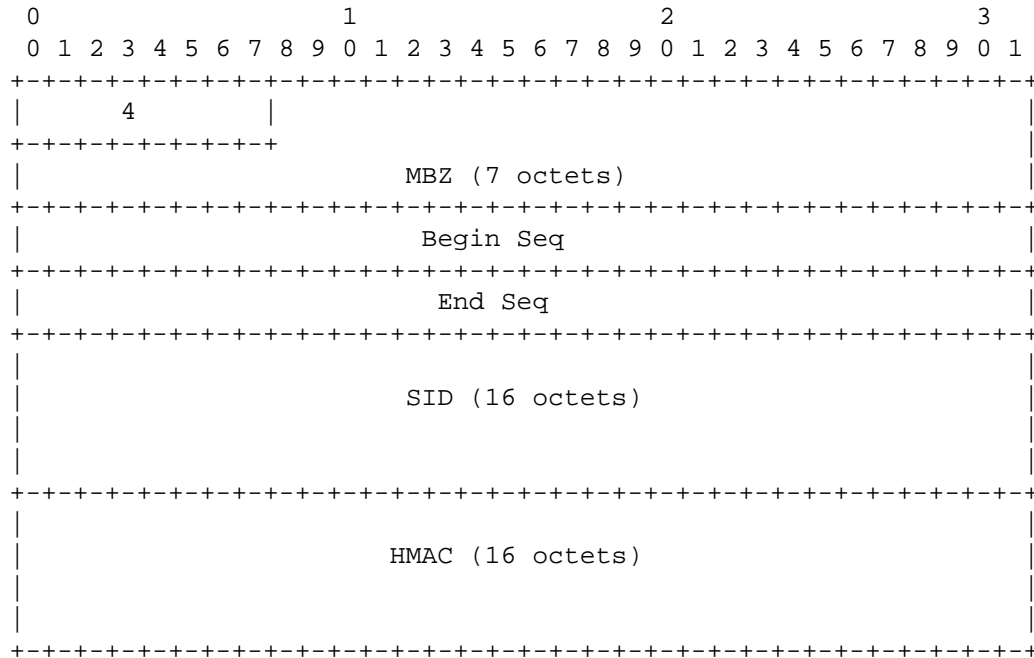 0                   1                   2                   3
 0 1 2 3 4 5 6 7 8 9 0 1 2 3 4 5 6 7 8 9 0 1 2 3 4 5 6 7 8 9 0 1
+-+-+-+-+-+-+-+-+-+-+-+-+-+-+-+-+-+-+-+-+-+-+-+-+-+-+-+-+-+-+-+-+
|      4        |                                               |
+-+-+-+-+-+-+-+-+                                               |
|                        MBZ (7 octets)                         |
+-+-+-+-+-+-+-+-+-+-+-+-+-+-+-+-+-+-+-+-+-+-+-+-+-+-+-+-+-+-+-+-+
|                         Begin Seq                             |
+-+-+-+-+-+-+-+-+-+-+-+-+-+-+-+-+-+-+-+-+-+-+-+-+-+-+-+-+-+-+-+-+
|                          End Seq                              |
+-+-+-+-+-+-+-+-+-+-+-+-+-+-+-+-+-+-+-+-+-+-+-+-+-+-+-+-+-+-+-+-+
|                                                               |
|                        SID (16 octets)                        |
|                                                               |
|                                                               |
+-+-+-+-+-+-+-+-+-+-+-+-+-+-+-+-+-+-+-+-+-+-+-+-+-+-+-+-+-+-+-+-+
|                                                               |
|                       HMAC (16 octets)                        |
|                                                               |
|                                                               |
+-+-+-+-+-+-+-+-+-+-+-+-+-+-+-+-+-+-+-+-+-+-+-+-+-+-+-+-+-+-+-+-+